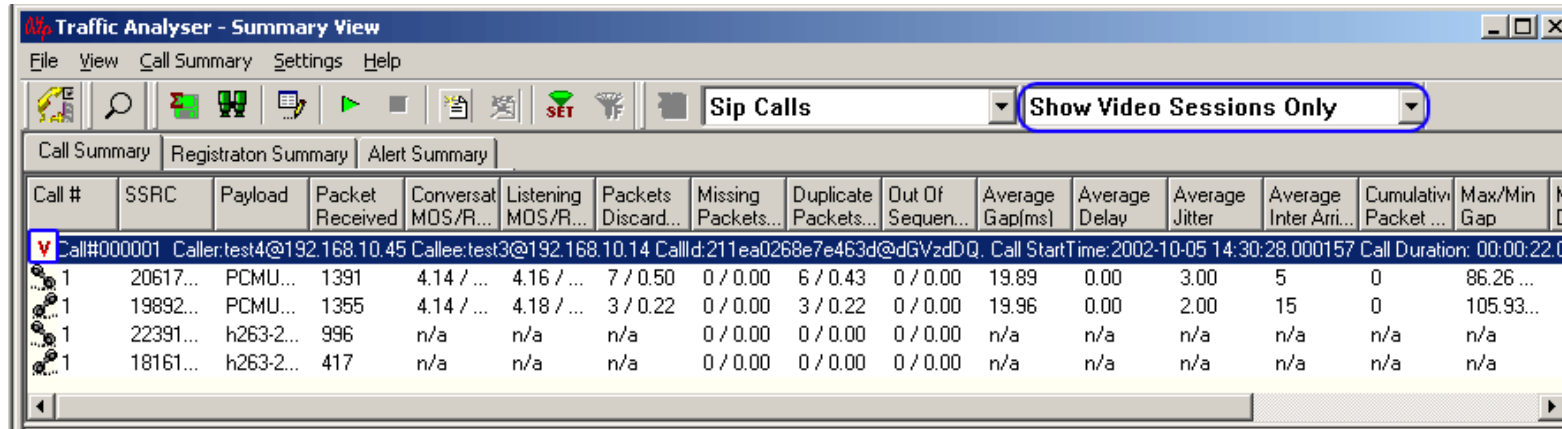 Traffic Analyser - Summary View
File View Call Summary Settings Help
SET Sip Calls Show Video Sessions Only
Call Summary Registraton Summary Alert Summary
Call # SSRC Payload Packet Received Conversat MOS/R... Listening MOS/R... Packets Discard... Missing Packets... Duplicate Packets... Out Of Sequen... Average Gap(ms) Average Delay Average Jitter Average Inter Arri... Cumulativ Packet ... Max/Min Gap
V Call#000001 Caller:test4@192.168.10.45 Callee:test3@192.168.10.14 CallId:211ea0268e7e463d@dGVzdDQ. Call StartTime:2002-10-05 14:30:28.000157 Call Duration: 00:00:22.0
1 20617... PCMU... 1391 4.14 / ... 4.16 / ... 7 / 0.50 0 / 0.00 6 / 0.43 0 / 0.00 19.89 0.00 3.00 5 0 86.26 ...
1 19892... PCMU... 1355 4.14 / ... 4.18 / ... 3 / 0.22 0 / 0.00 3 / 0.22 0 / 0.00 19.96 0.00 2.00 15 0 105.93...
1 22391... h263-2... 996 n/a n/a n/a 0 / 0.00 0 / 0.00 0 / 0.00 n/a n/a n/a n/a n/a n/a
1 18161... h263-2... 417 n/a n/a n/a 0 / 0.00 0 / 0.00 0 / 0.00 n/a n/a n/a n/a n/a n/a